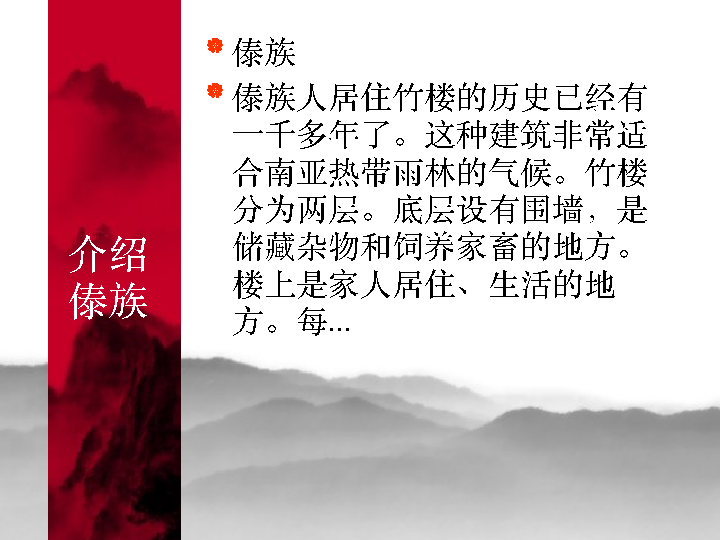 介绍
傣族
傣族
傣族人居住竹楼的历史已经有
一千多年了。这种建筑非常适
合南亚热带雨林的气候。竹楼
分为两层。底层设有围墙，是
储藏杂物和饲养家畜的地方。
楼上是家人居住、生活的地
方。每...